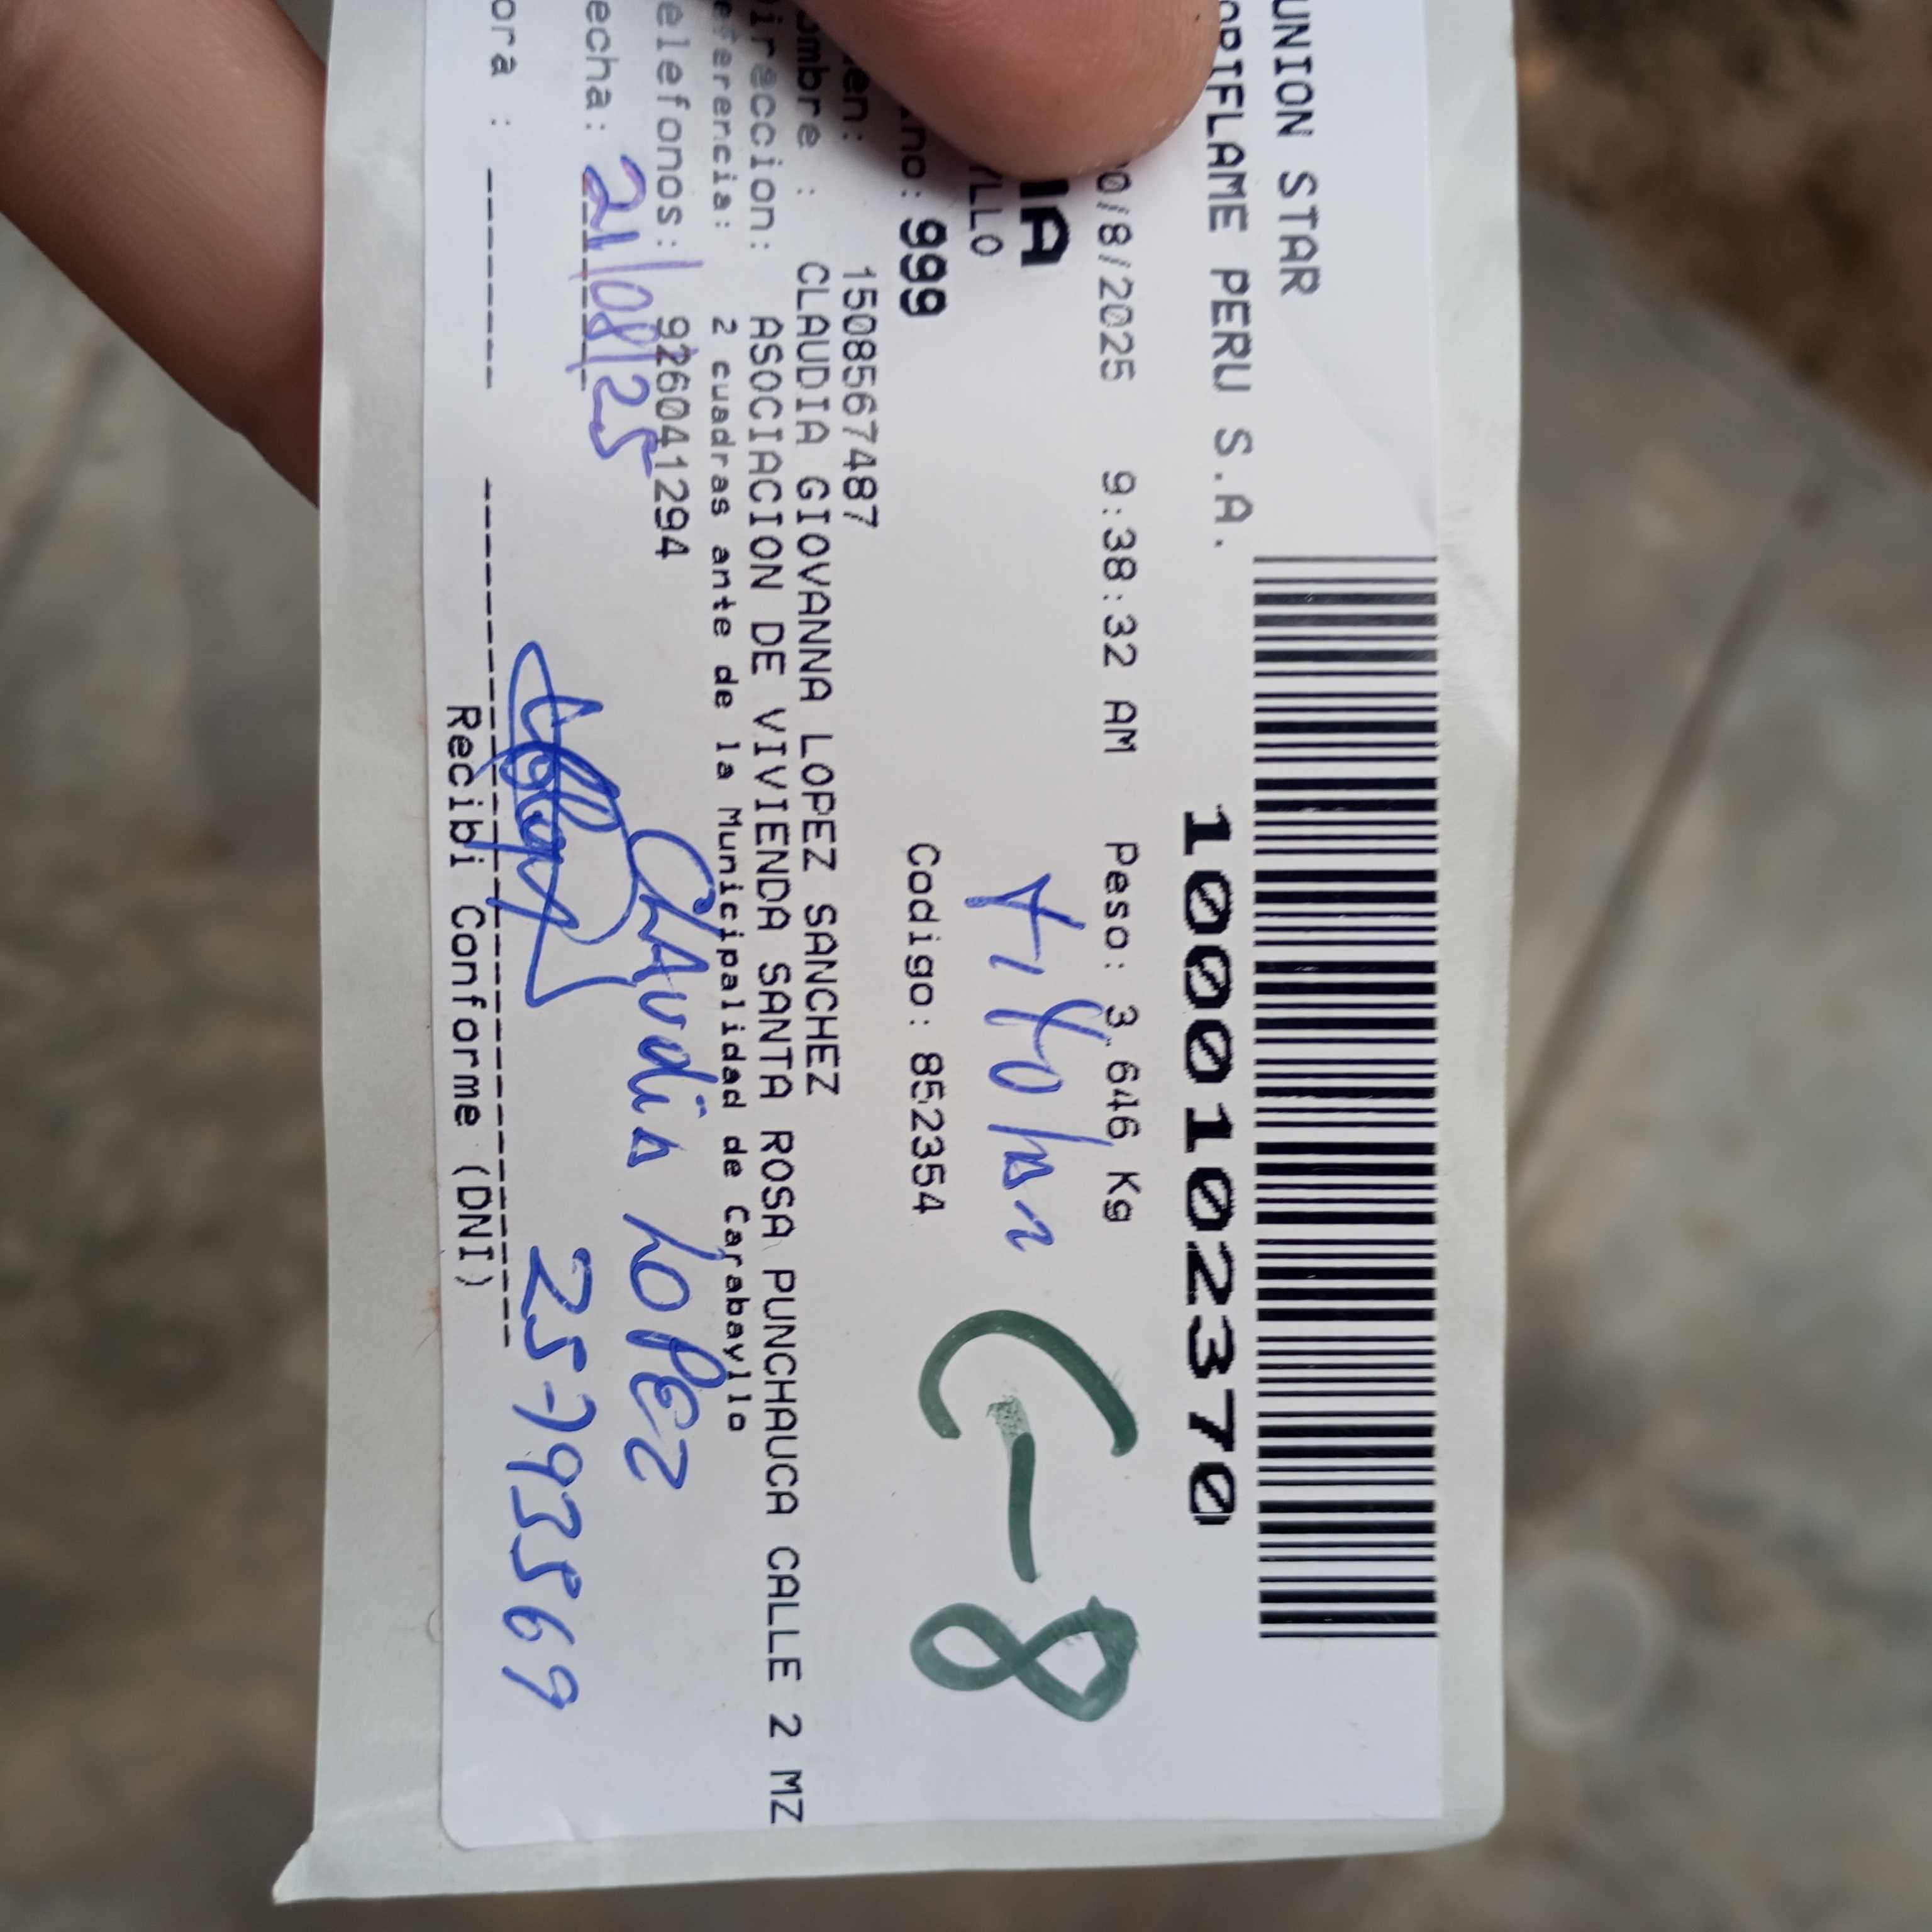 UNION STAR
ORIFLAME PERU S.A.
1000102370
0/8/2025 9:38:32 AM Peso: 3.646 Kg
IA
YLLO
ino: 999 Codigo: 852354
C-8
en: 1508567487
ombre : CLAUDIA GIOVANNA LOPEZ SANCHEZ
ireccion: ASOCIACION DE VIVIENDA SANTA ROSA PUNCHAUCA CALLE 2 MZ
eferencia: 2 cuadras ante de la Municipalidad de Carabayllo
elefonos: 926041294
echa: 21/08/25
Claudia LOPEZ
ora :
25793569
Recibi Conforme (DNI)